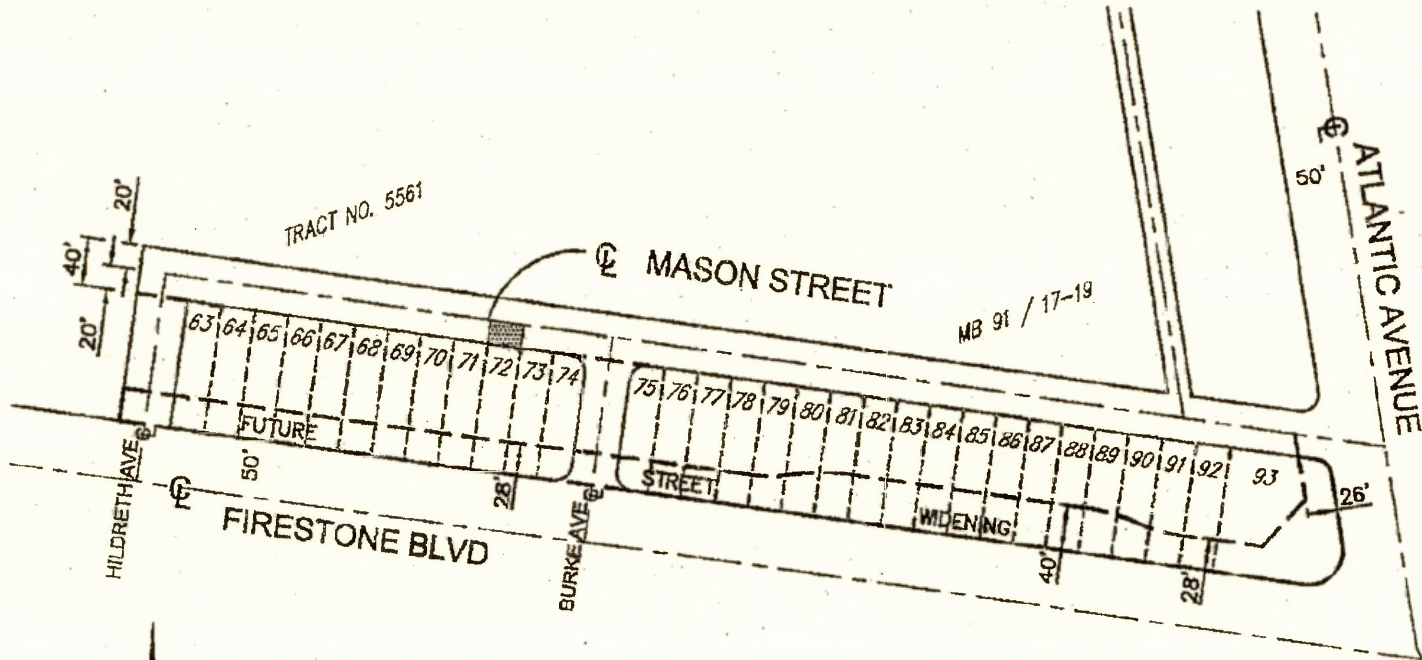 50'
℄ ATLANTIC AVENUE
20'
40'
20'
TRACT NO. 5561
℄ MASON STREET
MB 91 / 17-19
63 64 65 66 67 68 69 70 71 72 73 74
75 76 77 78 79 80 81 82 83 84 85 86 87 88 89 90 91 92 93
FUTURE
STREET
WIDENING
50'
28'
40'
28'
26'
HILDRETH AVE ℄
℄ FIRESTONE BLVD
BURKE AVE ℄